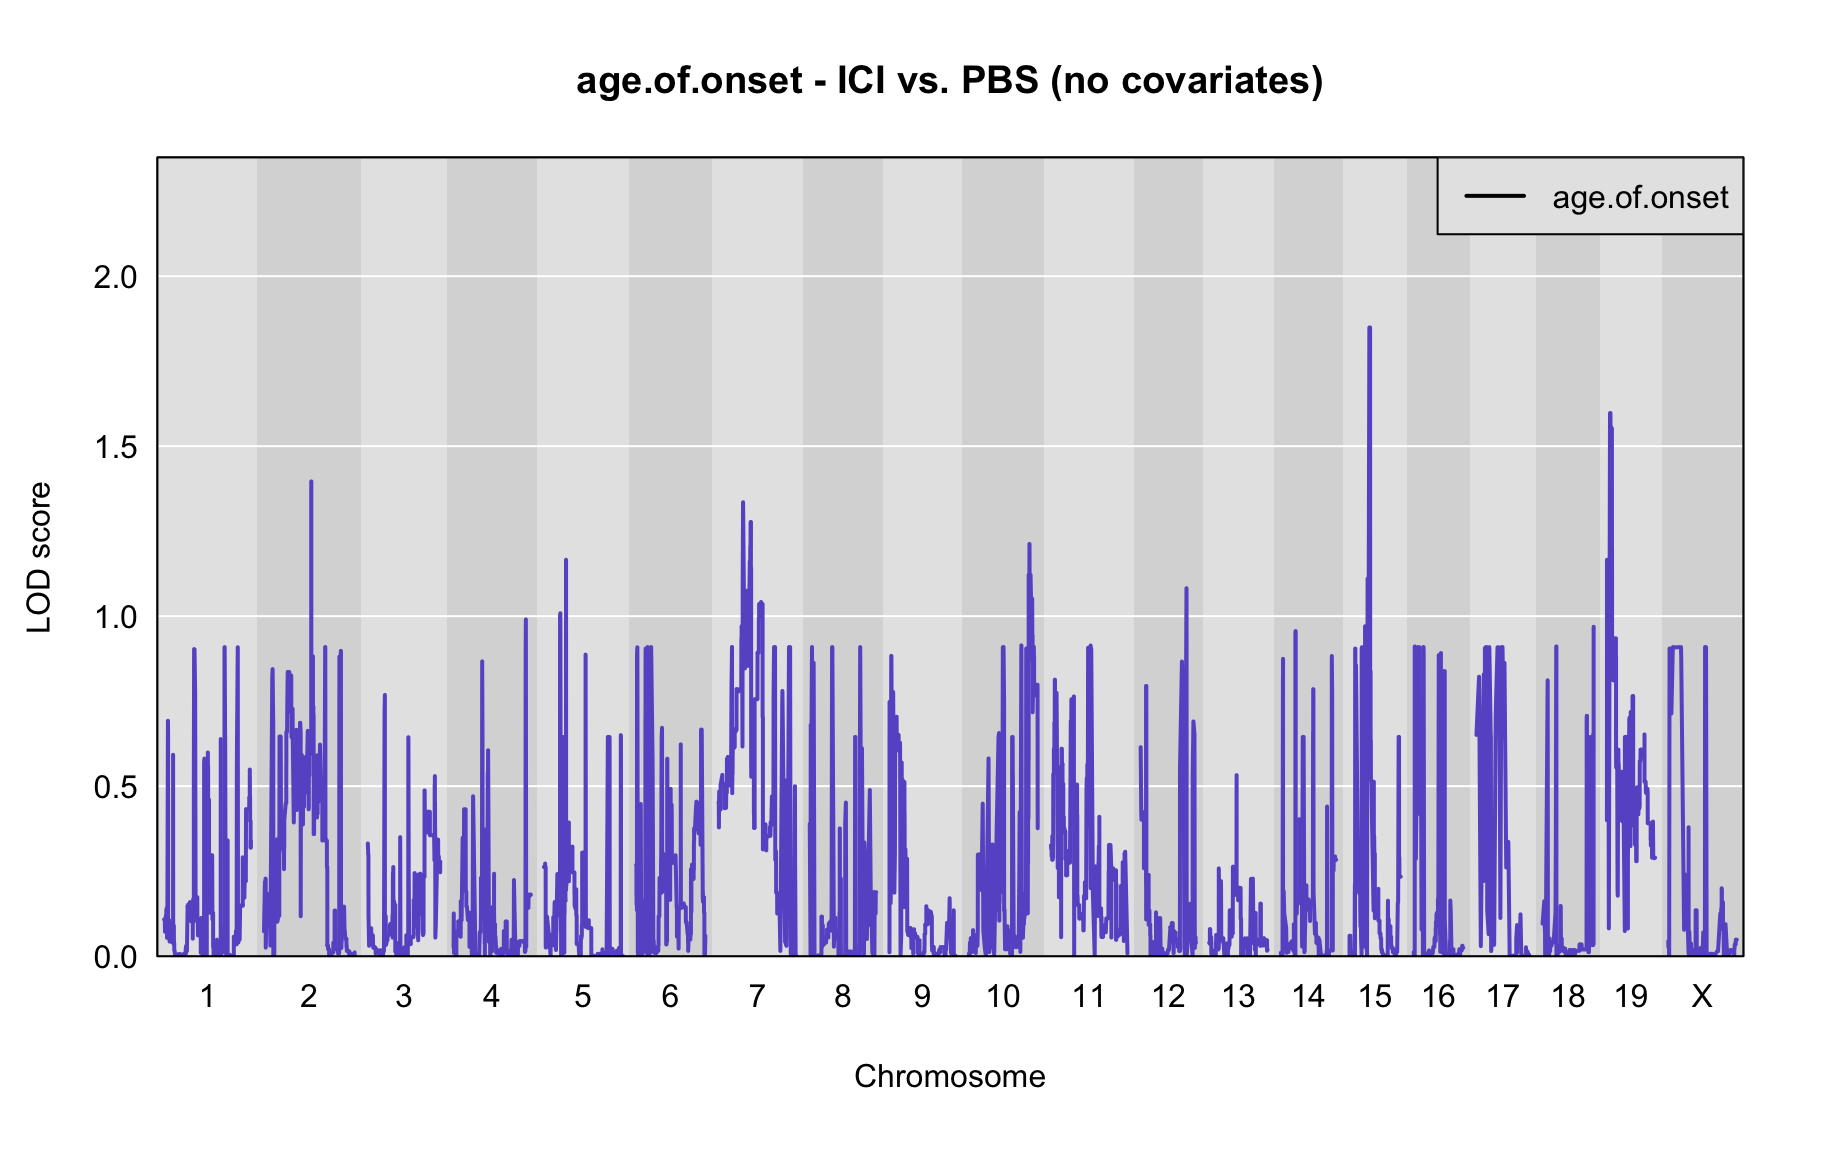 age.of.onset - ICI vs. PBS (no covariates)
age.of.onset
2.0
1.5
1.0
0.5
0.0
LOD score
1 2 3 4 5 6 7 8 9 10 11 12 13 14 15 16 17 18 19 X
Chromosome